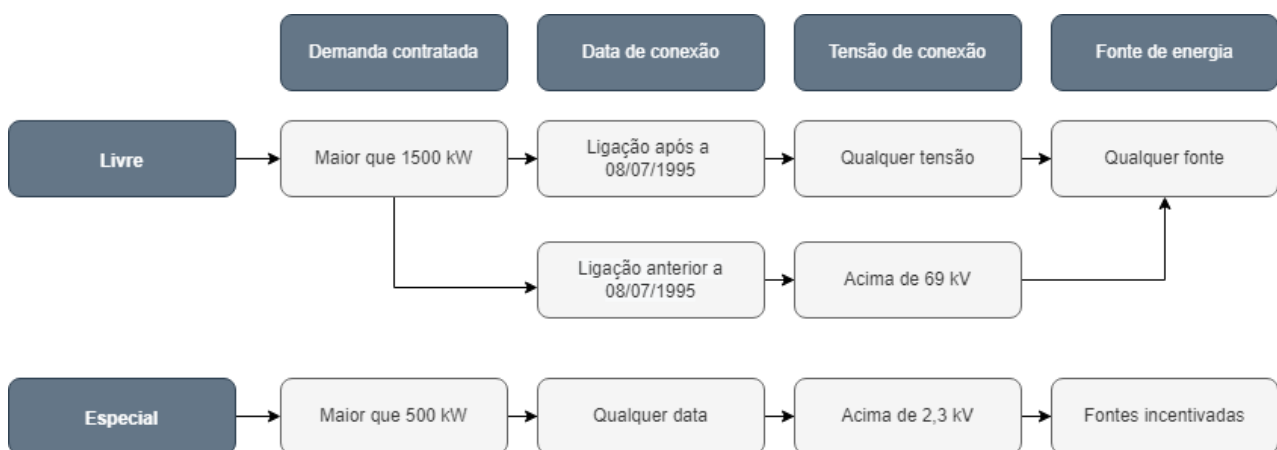 Demanda contratada
Data de conexão
Tensão de conexão
Fonte de energia
Livre
Maior que 1500 kW
Ligação após a
08/07/1995
Qualquer tensão
Qualquer fonte
Ligação anterior a
08/07/1995
Acima de 69 kV
Especial
Maior que 500 kW
Qualquer data
Acima de 2,3 kV
Fontes incentivadas